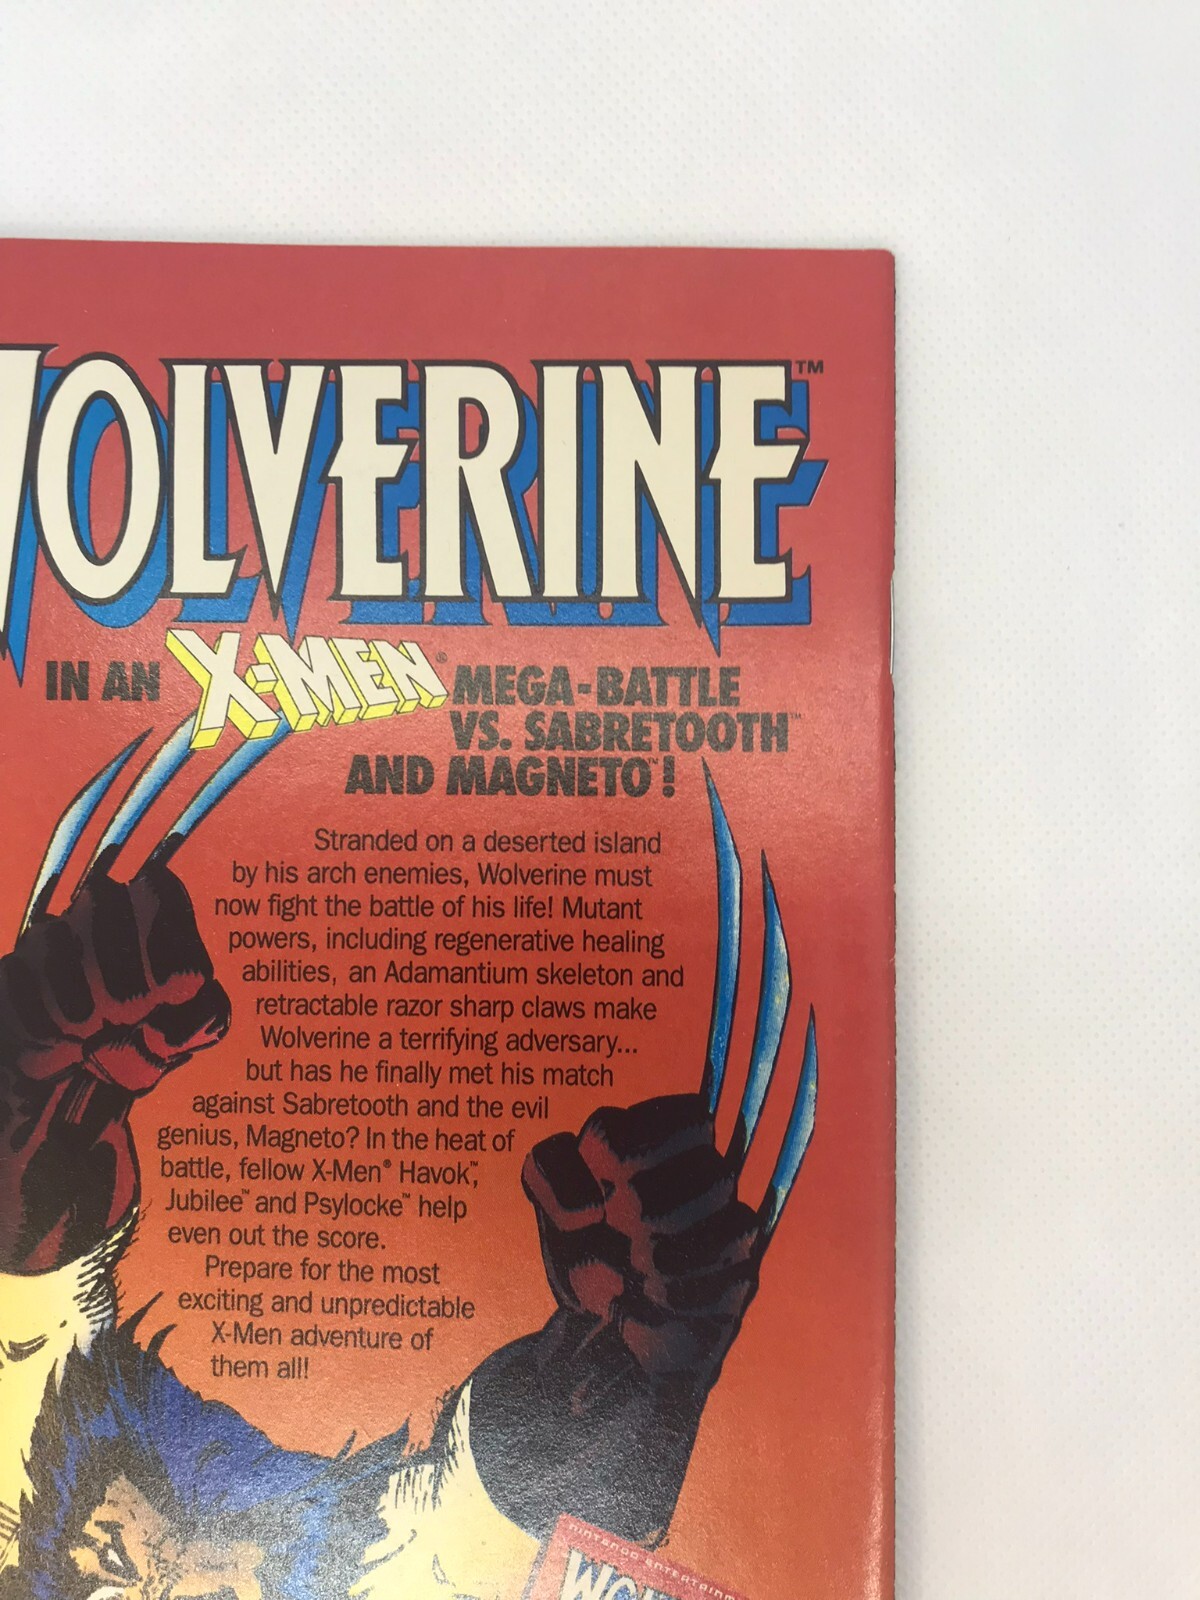 WOLVERINE™
IN AN X-MEN® MEGA-BATTLE
VS. SABRETOOTH™
AND MAGNETO™!
Stranded on a deserted island
by his arch enemies, Wolverine must
now fight the battle of his life! Mutant
powers, including regenerative healing
abilities, an Adamantium skeleton and
retractable razor sharp claws make
Wolverine a terrifying adversary...
but has he finally met his match
against Sabretooth and the evil
genius, Magneto? In the heat of
battle, fellow X-Men® Havok™,
Jubilee™ and Psylocke™ help
even out the score.
Prepare for the most
exciting and unpredictable
X-Men adventure of
them all!
NINTENDO